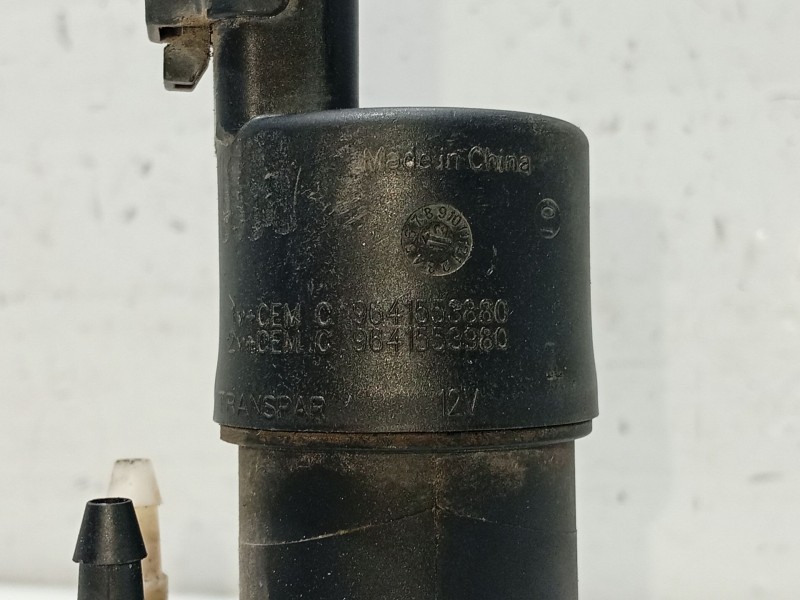 Made in China
CEM C 9641553880
CEM C 9641553980
TRANSPAR 12V